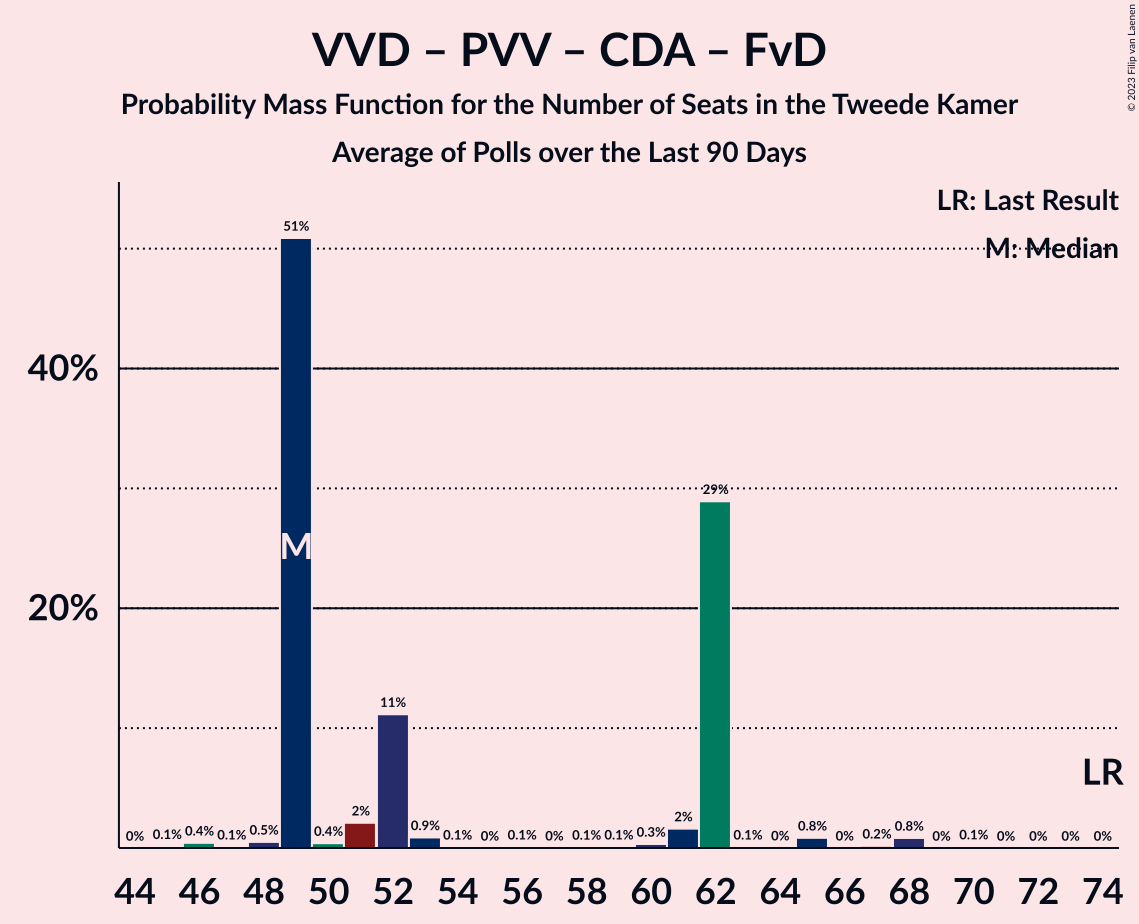 VVD – PVV – CDA – FvD
Probability Mass Function for the Number of Seats in the Tweede Kamer
Average of Polls over the Last 90 Days
© 2023 Filip van Laenen
LR: Last Result
M: Median
40%
20%
0% 0.1% 0.4% 0.1% 0.5% 51% 0.4% 2% 11% 0.9% 0.1% 0% 0.1% 0% 0.1% 0.1% 0.3% 2% 29% 0.1% 0% 0.8% 0% 0.2% 0.8% 0% 0.1% 0% 0% 0% 0%
M
LR
44 46 48 50 52 54 56 58 60 62 64 66 68 70 72 74